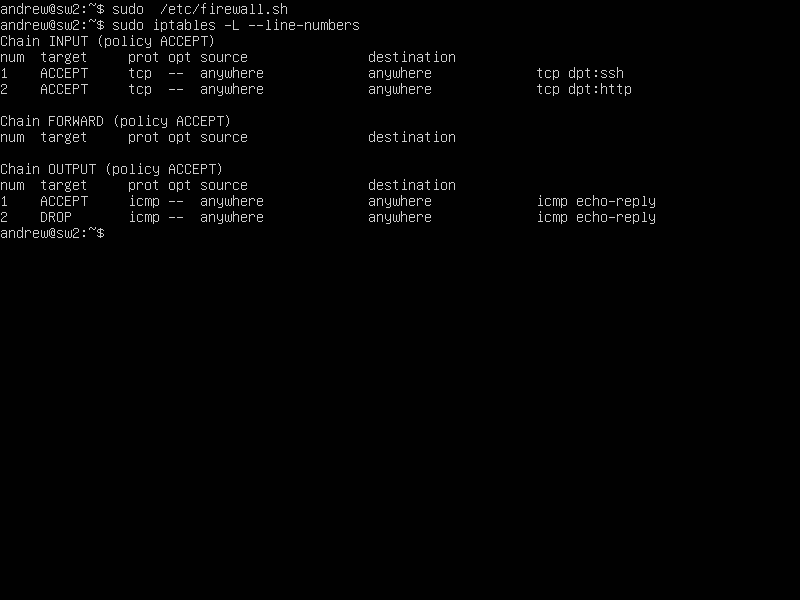 andrew@sw2:~$ sudo  /etc/firewall.sh
andrew@sw2:~$ sudo iptables -L --line-numbers
Chain INPUT (policy ACCEPT)
num  target     prot opt source               destination
1    ACCEPT     tcp  --  anywhere             anywhere             tcp dpt:ssh
2    ACCEPT     tcp  --  anywhere             anywhere             tcp dpt:http

Chain FORWARD (policy ACCEPT)
num  target     prot opt source               destination

Chain OUTPUT (policy ACCEPT)
num  target     prot opt source               destination
1    ACCEPT     icmp --  anywhere             anywhere             icmp echo-reply
2    DROP       icmp --  anywhere             anywhere             icmp echo-reply
andrew@sw2:~$